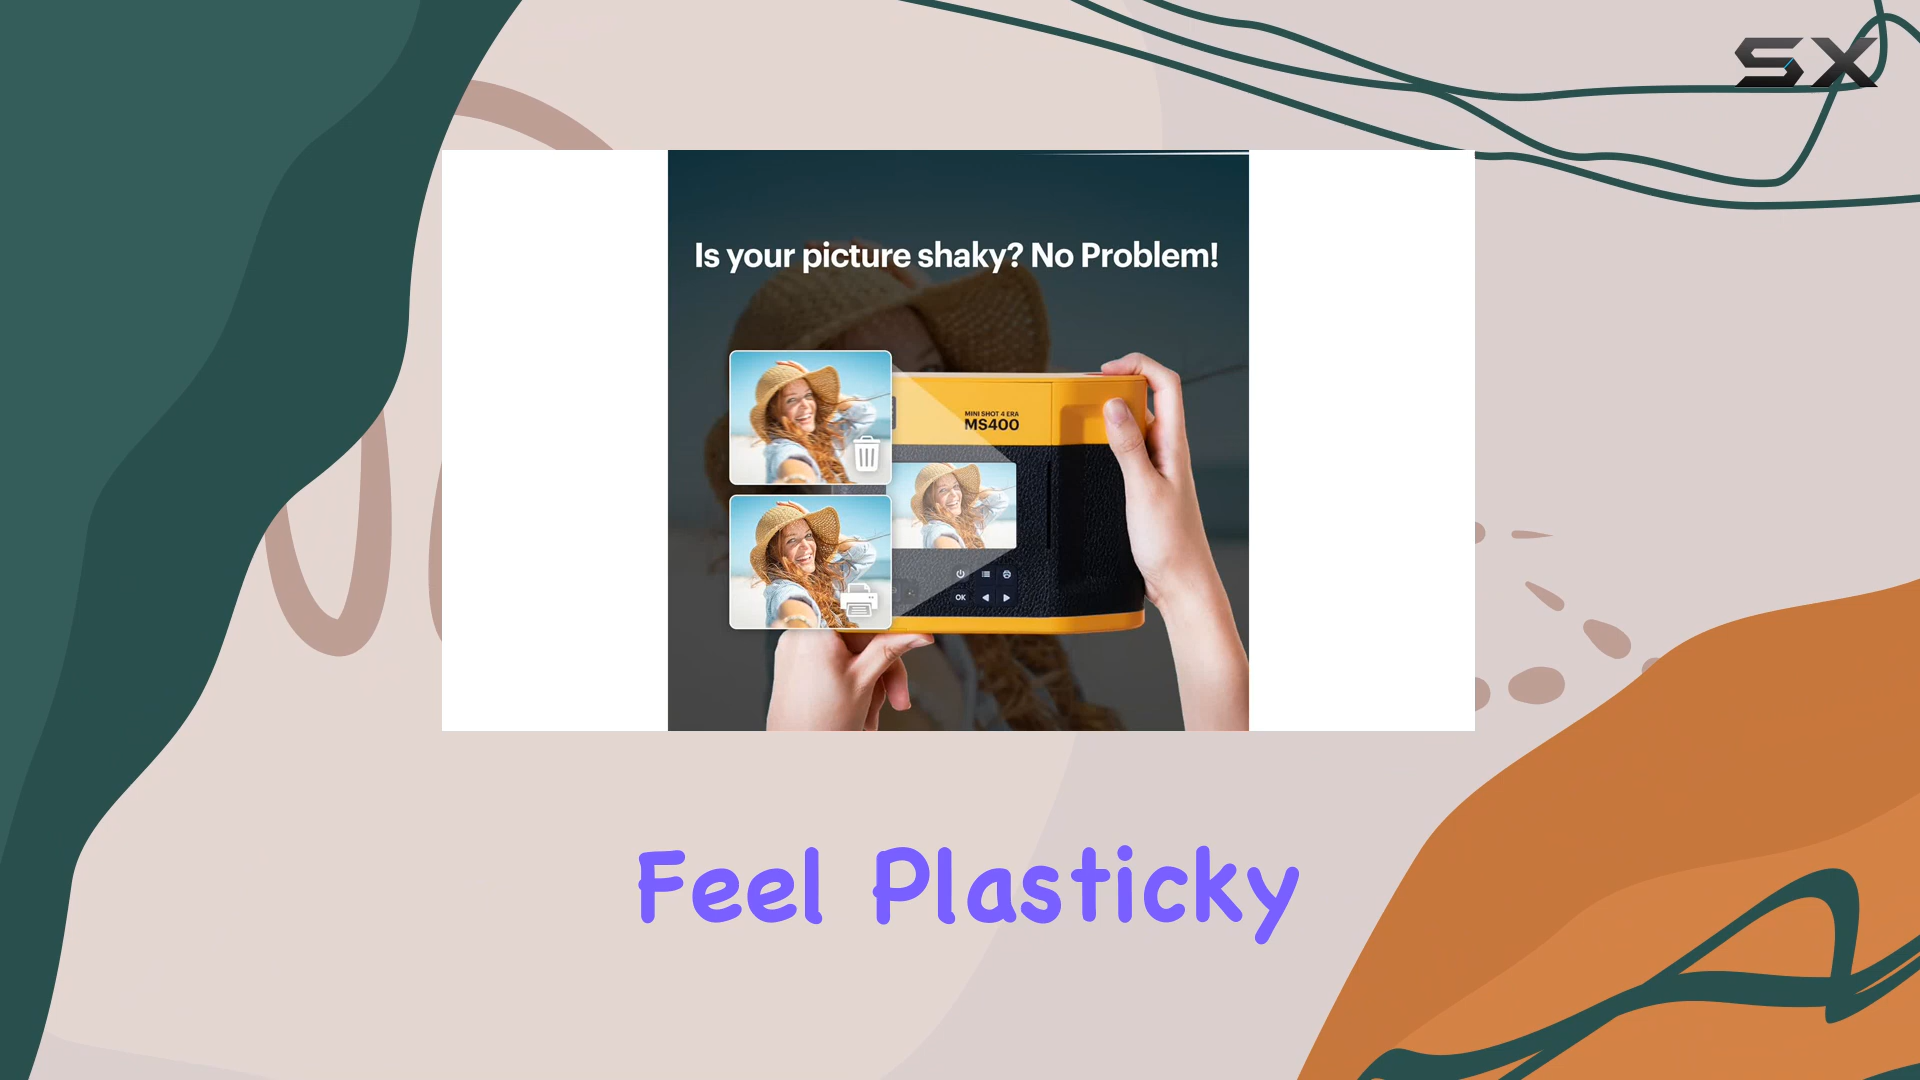 SX
Is your picture shaky? No Problem!
MINI SHOT 4 ERA
MS400
OK
Feel Plasticky